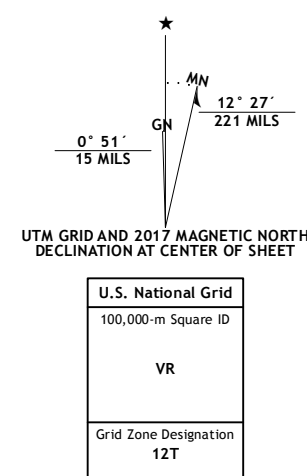 ★
MN
GN
12° 27´
221 MILS
0° 51´
15 MILS
UTM GRID AND 2017 MAGNETIC NORTH
DECLINATION AT CENTER OF SHEET
U.S. National Grid
100,000-m Square ID
VR
Grid Zone Designation
12T